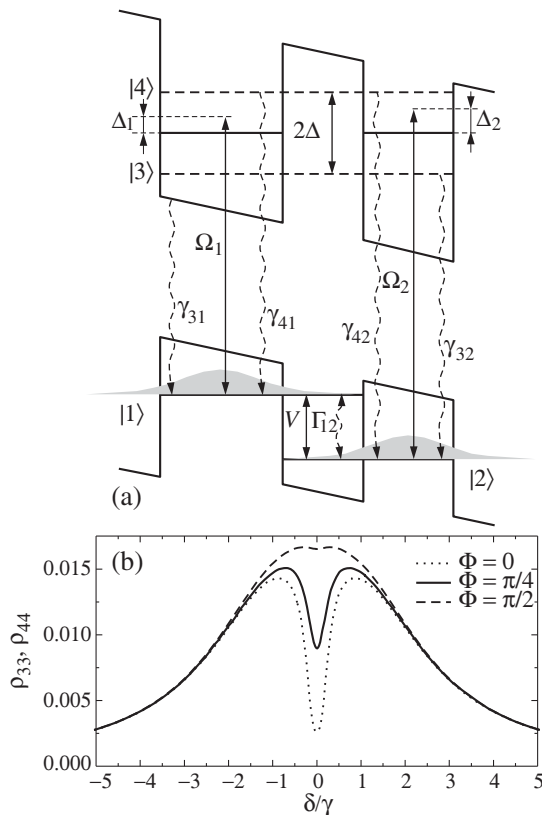 |4⟩
Δ₁
2Δ
Δ₂
|3⟩
Ω₁
Ω₂
γ₃₁
γ₄₁
γ₄₂
γ₃₂
|1⟩
V
Γ₁₂
|2⟩
(a)
(b)
Φ = 0
Φ = π/4
Φ = π/2
ρ₃₃, ρ₄₄
0.015
0.010
0.005
0.000
−5 −4 −3 −2 −1 0 1 2 3 4 5
δ/γ